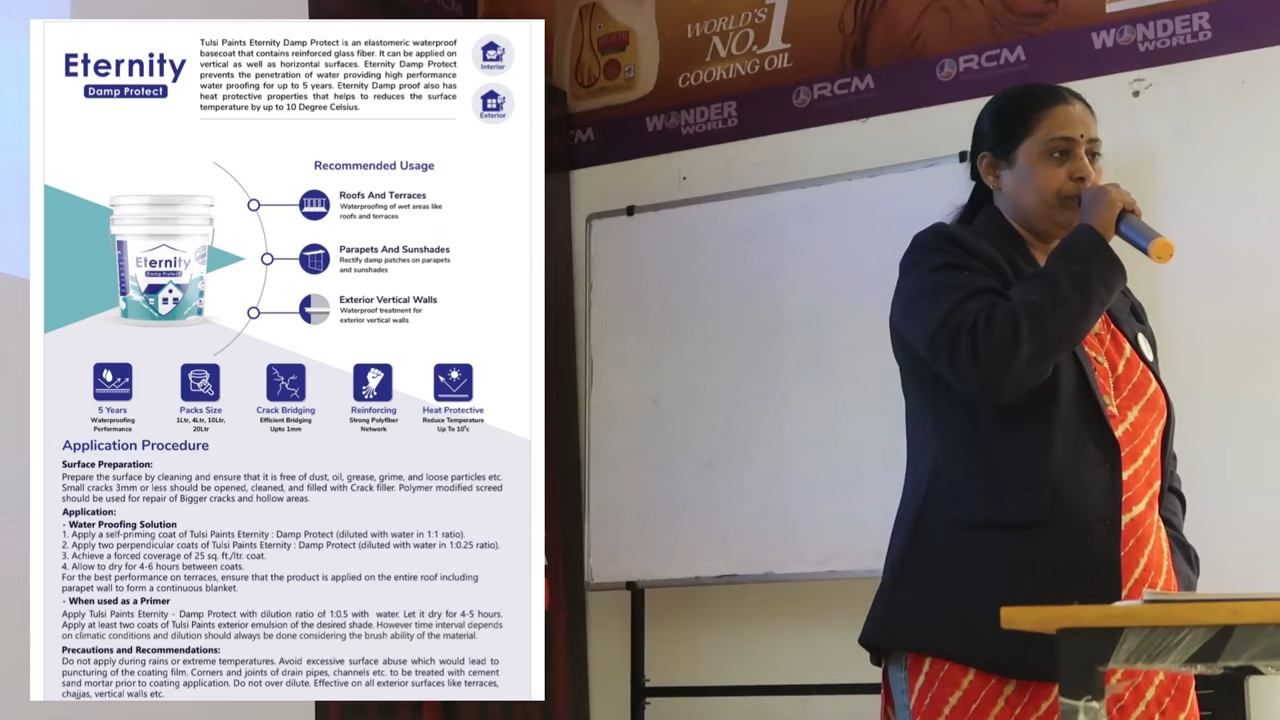 Eternity
Damp Protect
Tulsi Paints Eternity Damp Protect is an elastomeric waterproof
basecoat that contains reinforced glass fiber. It can be applied on
vertical as well as horizontal surfaces. Eternity Damp Protect
prevents the penetration of water providing high performance
water proofing for up to 5 years. Eternity Damp proof also has
heat protective properties that helps to reduces the surface
temperature by up to 10 Degree Celsius.
Interior
Exterior
Recommended Usage
Roofs And Terraces
Waterproofing of wet areas like
roofs and terraces
Parapets And Sunshades
Rectify damp patches on parapets
and sunshades
Exterior Vertical Walls
Waterproof treatment for
exterior vertical walls
Eternity
Damp Protect
5 Years
Waterproofing
Performance
Packs Size
1Ltr, 4Ltr, 10Ltr,
20Ltr
Crack Bridging
Efficient Bridging
Upto 1mm
Reinforcing
Strong Polyfiber
Network
Heat Protective
Reduce Temperature
Up To 10°c
Application Procedure
Surface Preparation:
Prepare the surface by cleaning and ensure that it is free of dust, oil, grease, grime, and loose particles etc.
Small cracks 3mm or less should be opened, cleaned, and filled with Crack filler. Polymer modified screed
should be used for repair of Bigger cracks and hollow areas.
Application:
- Water Proofing Solution
1. Apply a self-priming coat of Tulsi Paints Eternity : Damp Protect (diluted with water in 1:1 ratio).
2. Apply two perpendicular coats of Tulsi Paints Eternity : Damp Protect (diluted with water in 1:0.25 ratio).
3. Achieve a forced coverage of 25 sq. ft./ltr. coat.
4. Allow to dry for 4-6 hours between coats.
For the best performance on terraces, ensure that the product is applied on the entire roof including
parapet wall to form a continuous blanket.
- When used as a Primer
Apply Tulsi Paints Eternity - Damp Protect with dilution ratio of 1:0.5 with water. Let it dry for 4-5 hours.
Apply at least two coats of Tulsi Paints exterior emulsion of the desired shade. However time interval depends
on climatic conditions and dilution should always be done considering the brush ability of the material.
Precautions and Recommendations:
Do not apply during rains or extreme temperatures. Avoid excessive surface abuse which would lead to
puncturing of the coating film. Corners and joints of drain pipes, channels etc. to be treated with cement
sand mortar prior to coating application. Do not over dilute. Effective on all exterior surfaces like terraces,
chajjas, vertical walls etc.
WORLD'S
NO.1
COOKING OIL
CM
WONDER
WORLD
RCM
RCM
WONDER
WORLD